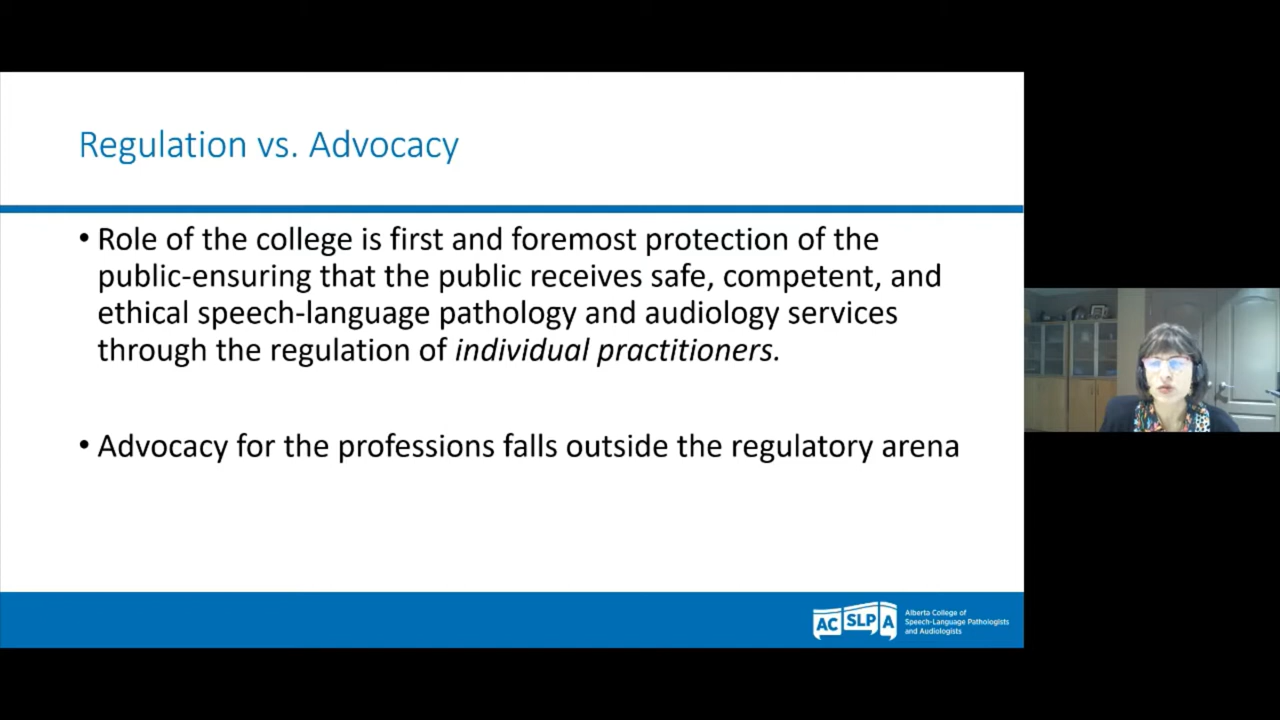 Regulation vs. Advocacy
• Role of the college is first and foremost protection of the
public-ensuring that the public receives safe, competent, and
ethical speech-language pathology and audiology services
through the regulation of individual practitioners.
• Advocacy for the professions falls outside the regulatory arena
AC SLP A
Alberta College of
Speech-Language Pathologists
and Audiologists